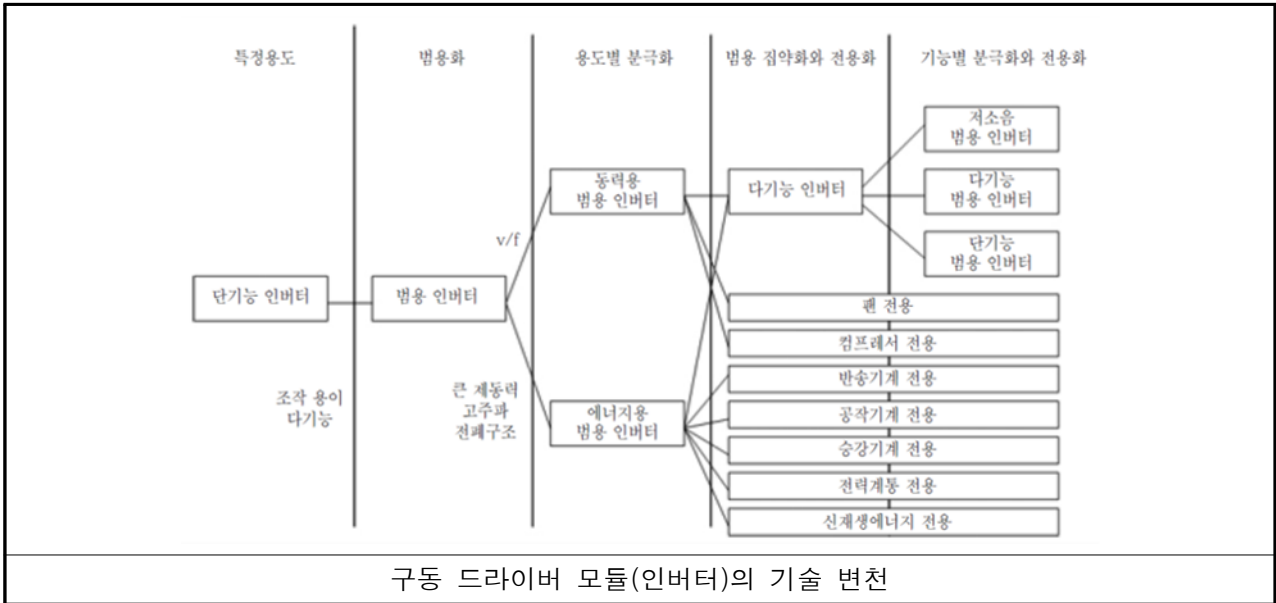 특정용도
범용화
용도별 분극화
범용 집약화와 전용화
기능별 분극화와 전용화
저소음
범용 인버터
동력용
범용 인버터
다기능 인버터
다기능
범용 인버터
v/f
단기능
범용 인버터
단기능 인버터
범용 인버터
팬 전용
컴프레서 전용
반송기계 전용
조작 용이
다기능
큰 제동력
고주파
전폐구조
에너지용
범용 인버터
공작기계 전용
승강기계 전용
전력계통 전용
신재생에너지 전용
구동 드라이버 모듈(인버터)의 기술 변천